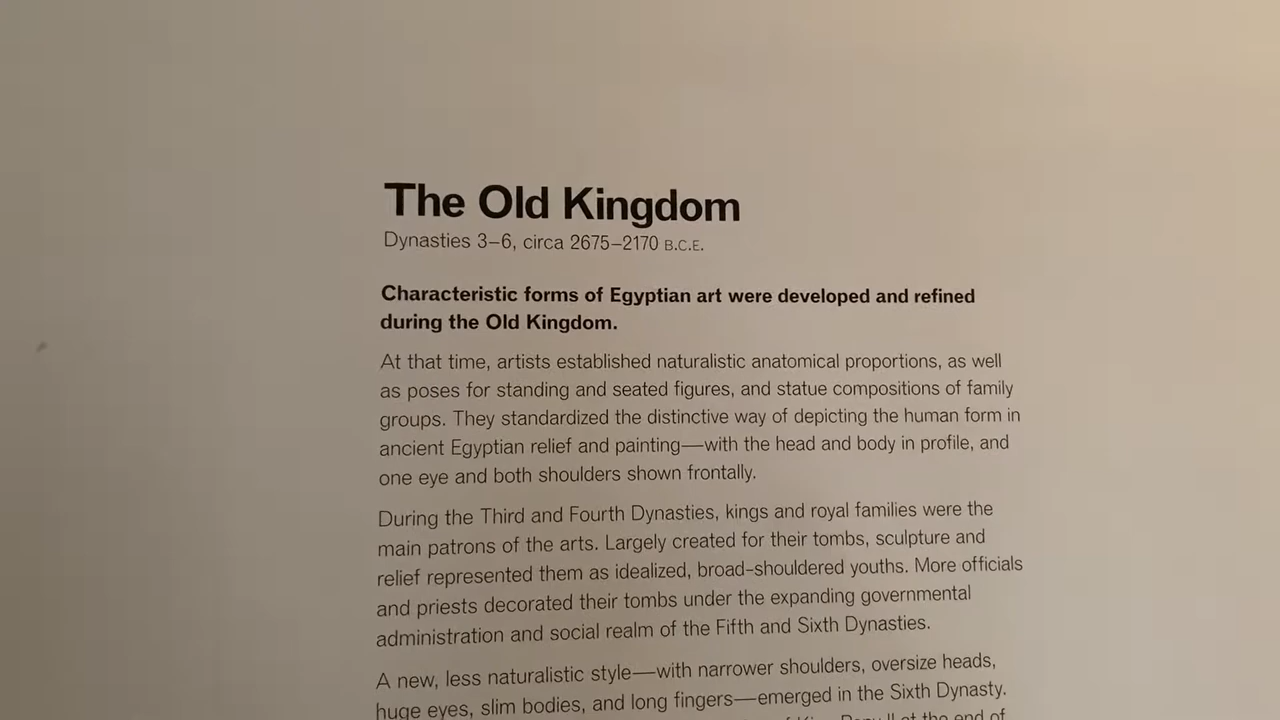 The Old Kingdom
Dynasties 3–6, circa 2675–2170 B.C.E.
Characteristic forms of Egyptian art were developed and refined
during the Old Kingdom.
At that time, artists established naturalistic anatomical proportions, as well
as poses for standing and seated figures, and statue compositions of family
groups. They standardized the distinctive way of depicting the human form in
ancient Egyptian relief and painting—with the head and body in profile, and
one eye and both shoulders shown frontally.
During the Third and Fourth Dynasties, kings and royal families were the
main patrons of the arts. Largely created for their tombs, sculpture and
relief represented them as idealized, broad-shouldered youths. More officials
and priests decorated their tombs under the expanding governmental
administration and social realm of the Fifth and Sixth Dynasties.
A new, less naturalistic style—with narrower shoulders, oversize heads,
huge eyes, slim bodies, and long fingers—emerged in the Sixth Dynasty.
at the end of